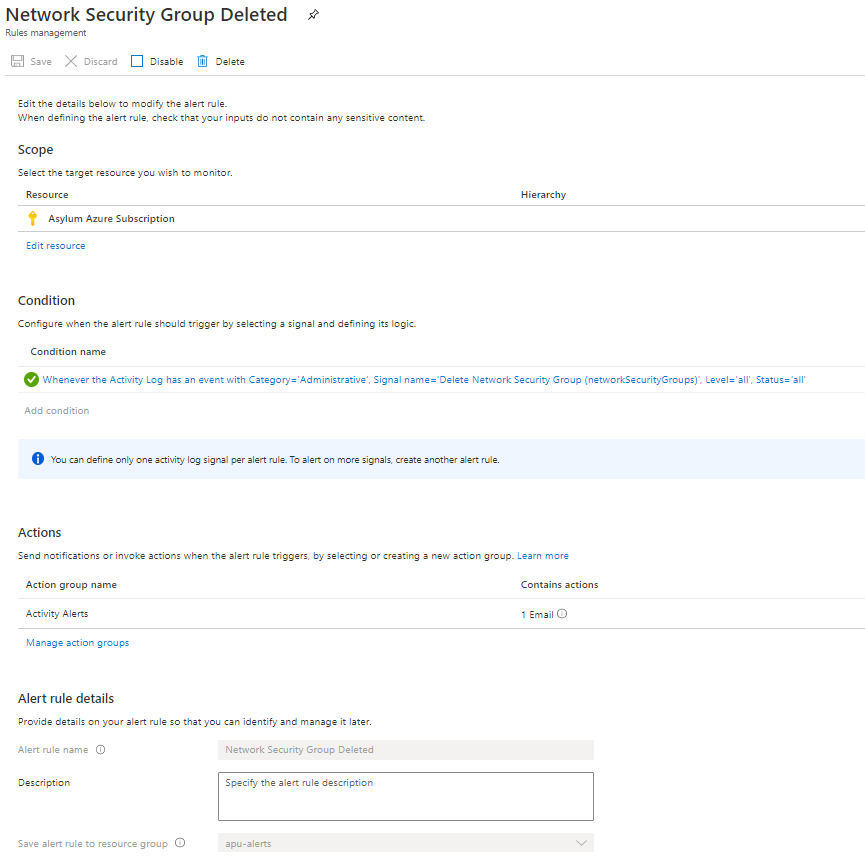 Network Security Group Deleted
Rules management
Save Discard Disable Delete
Edit the details below to modify the alert rule.
When defining the alert rule, check that your inputs do not contain any sensitive content.
Scope
Select the target resource you wish to monitor.
Resource Hierarchy
Asylum Azure Subscription
Edit resource
Condition
Configure when the alert rule should trigger by selecting a signal and defining its logic.
Condition name
Whenever the Activity Log has an event with Category='Administrative', Signal name='Delete Network Security Group (networkSecurityGroups)', Level='all', Status='all'
Add condition
You can define only one activity log signal per alert rule. To alert on more signals, create another alert rule.
Actions
Send notifications or invoke actions when the alert rule triggers, by selecting or creating a new action group. Learn more
Action group name Contains actions
Activity Alerts 1 Email
Manage action groups
Alert rule details
Provide details on your alert rule so that you can identify and manage it later.
Alert rule name Network Security Group Deleted
Description Specify the alert rule description
Save alert rule to resource group apu-alerts